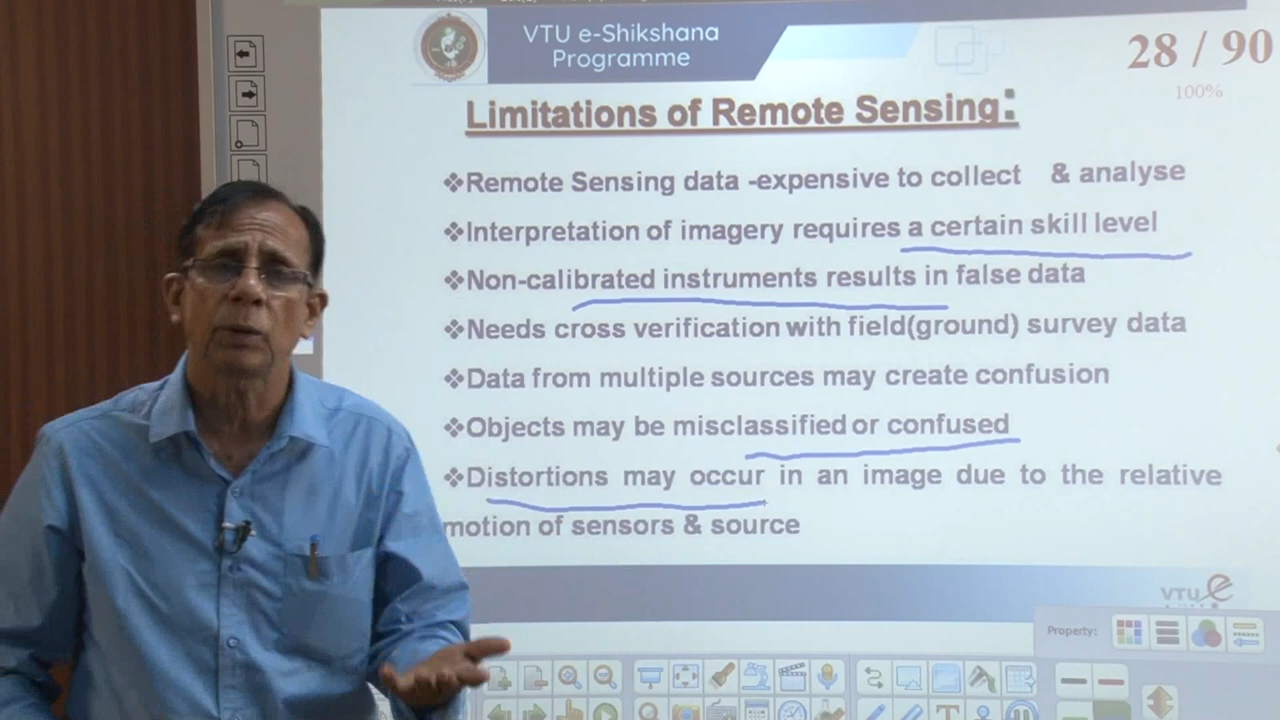 VTU e-Shikshana
Programme
28 / 90
100%
Limitations of Remote Sensing:
❖Remote Sensing data -expensive to collect & analyse
❖Interpretation of imagery requires a certain skill level
❖Non-calibrated instruments results in false data
❖Needs cross verification with field(ground) survey data
❖Data from multiple sources may create confusion
❖Objects may be misclassified or confused
❖Distortions may occur in an image due to the relative
motion of sensors & source
VTU e
Property: